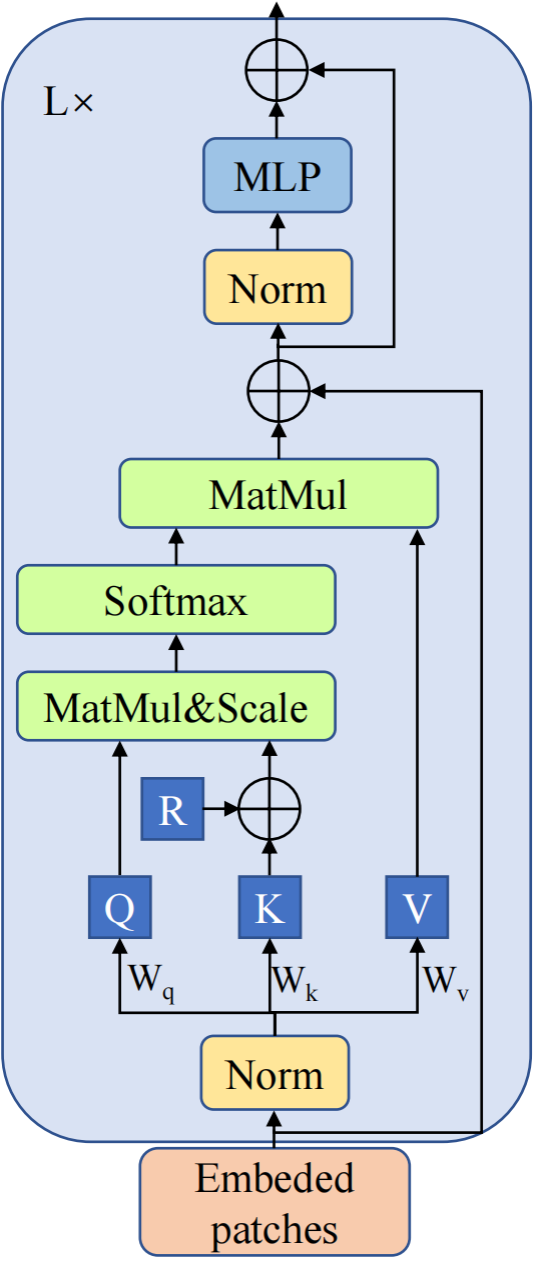 L×
MLP
Norm
MatMul
Softmax
MatMul&Scale
R
Q
K
V
Wq
Wk
Wv
Norm
Embeded
patches